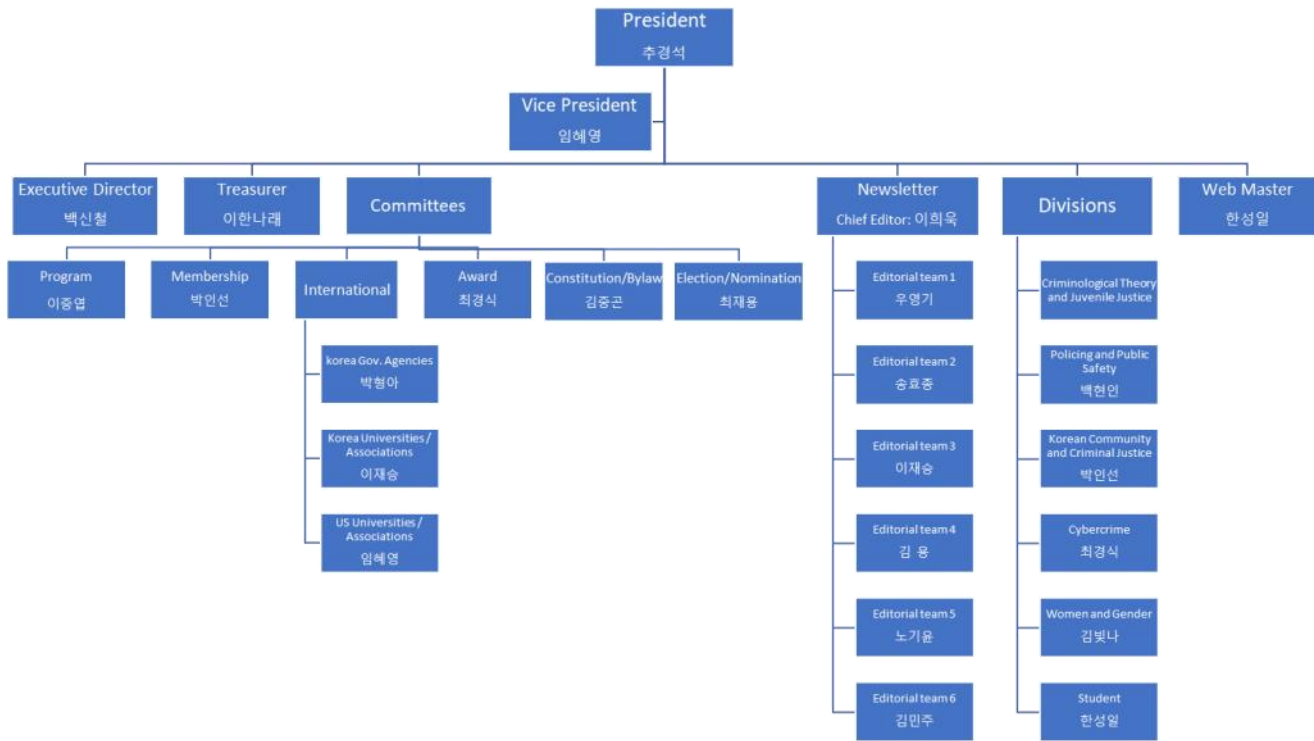 President
추경석
Vice President
임혜영
Executive Director
백신철
Treasurer
이한나래
Committees
Newsletter
Chief Editor: 이희욱
Divisions
Web Master
한성일
Program
이증엽
Membership
박인선
International
Award
최경식
Constitution/Bylaw
김중곤
Election/Nomination
최재용
korea Gov. Agencies
박형아
Korea Universities /
Associations
이재승
US Universities /
Associations
임혜영
Editorial team 1
우영기
Editorial team 2
송효종
Editorial team 3
이재승
Editorial team 4
김 용
Editorial team 5
노기윤
Editorial team 6
김민주
Criminological Theory
and Juvenile Justice
Policing and Public
Safety
백현인
Korean Community
and Criminal Justice
박인선
Cybercrime
최경식
Women and Gender
김빛나
Student
한성일